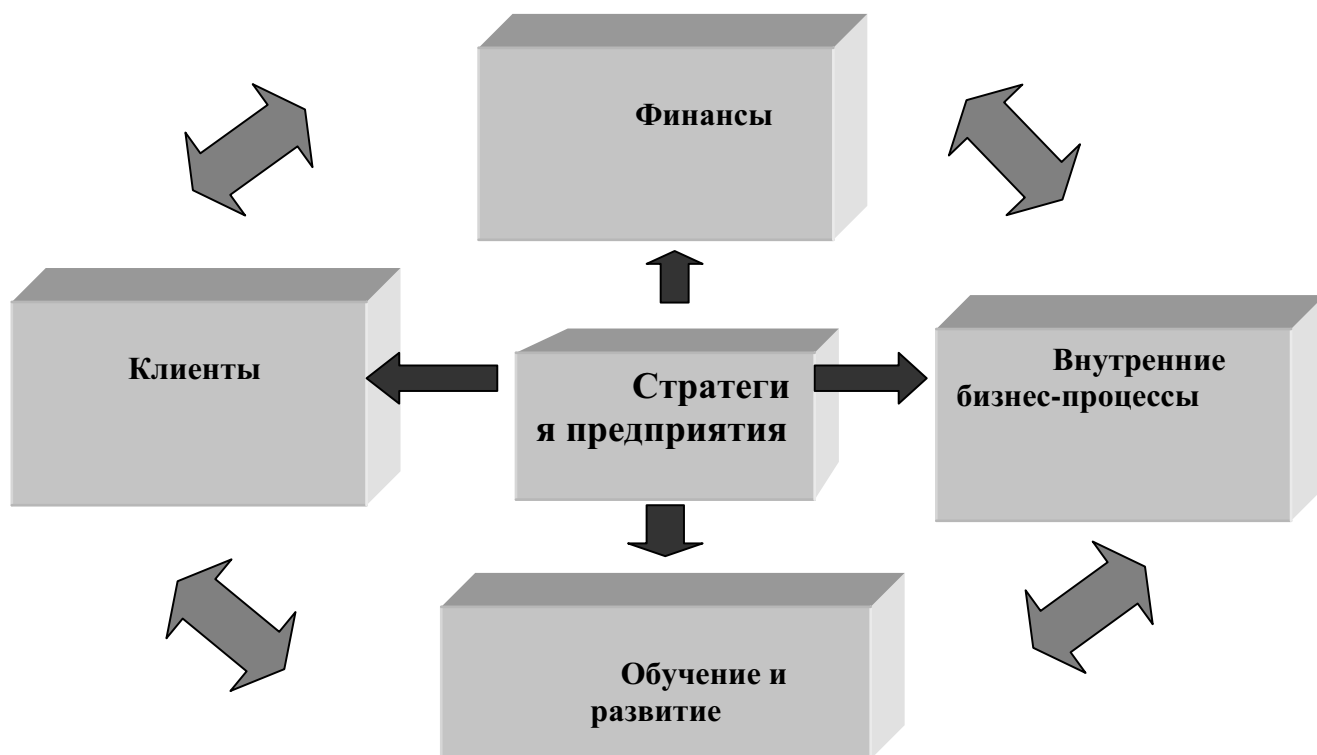 Финансы
Клиенты
Стратеги
я предприятия
Внутренние
бизнес-процессы
Обучение и
развитие